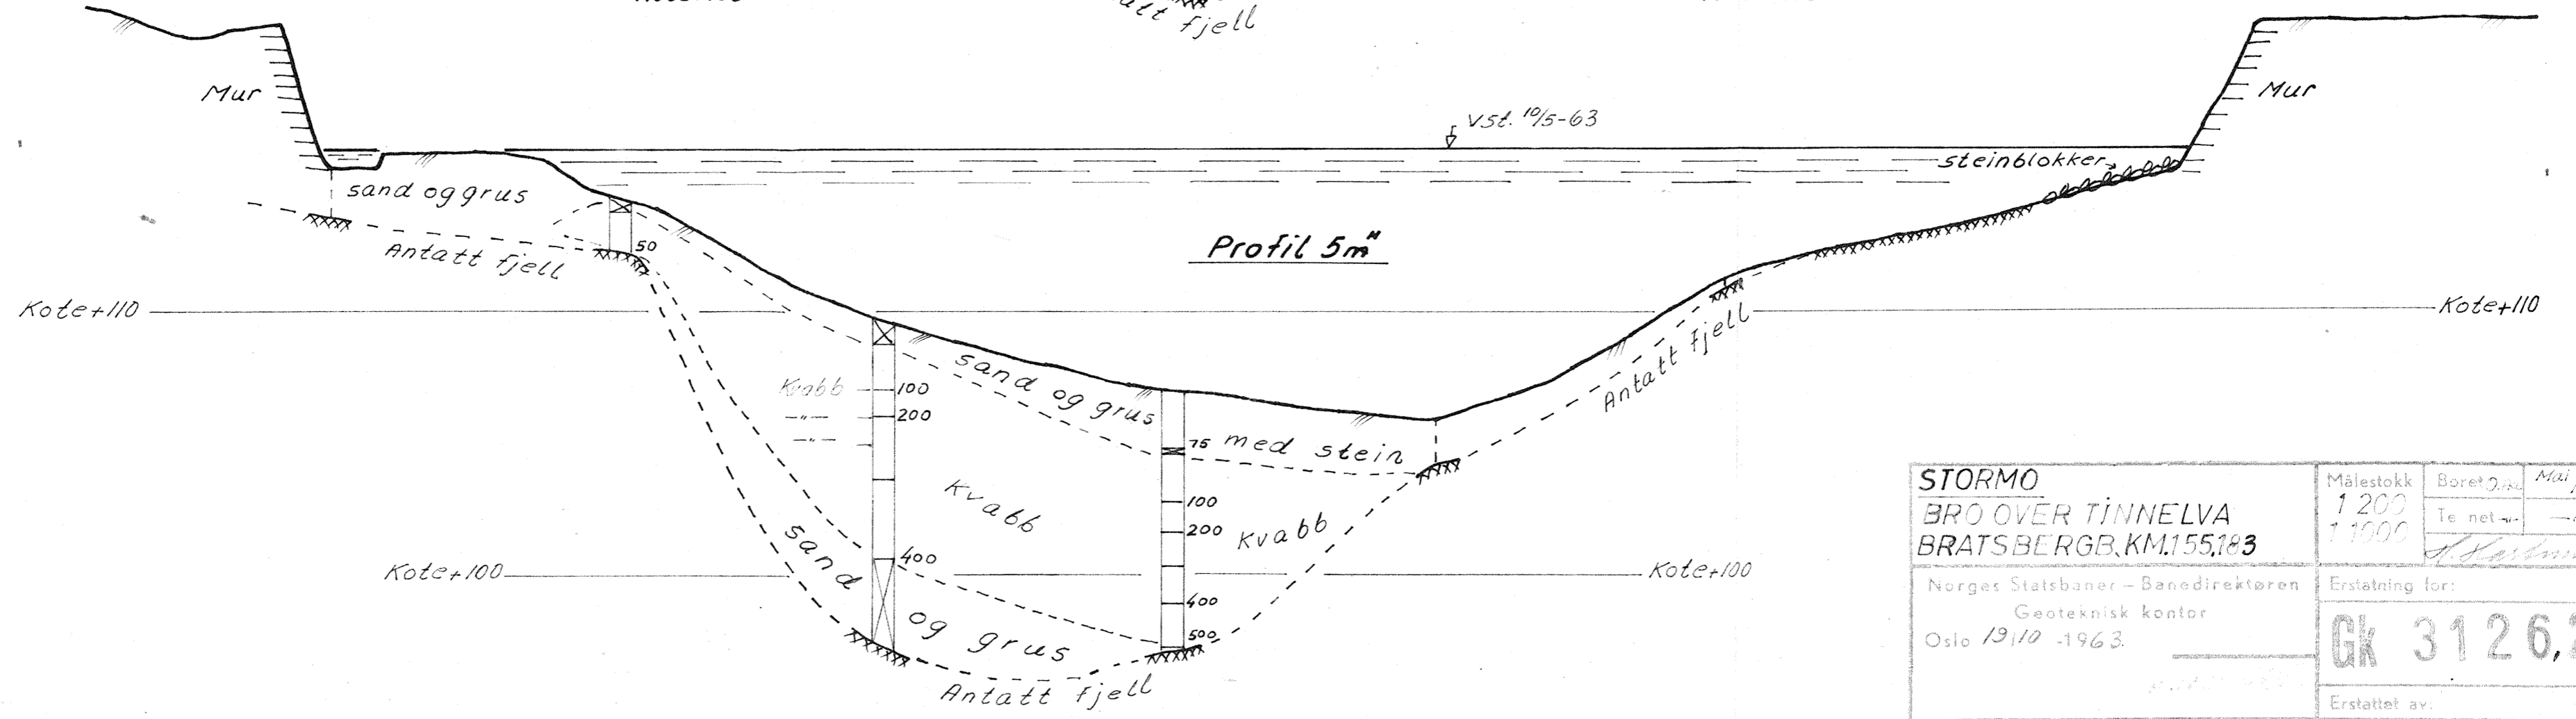 att fjell
Mur
Mur
Vst. 10/5-63
steinblokker
sand og grus
50
Antatt fjell
Profil 5m"
Kote+110
Kote+110
Antatt fjell
sand og grus
med stein
Kvabb
100
200
-"-
-"-
75
Kvabb
100
200
Kvabb
400
400
500
sand og grus
Kote+100
Kote+100
Antatt fjell
STORMO
BRO OVER TINNELVA
BRATSBERGB. KM.155,183
Målestokk
1 200
1 1000
Boret
Mai
Te net -"-
Norges Statsbaner – Banedirektøren
Geoteknisk kontor
Oslo 19/10 -1963.
Erstatning for:
Gk 3126,
Erstattet av: